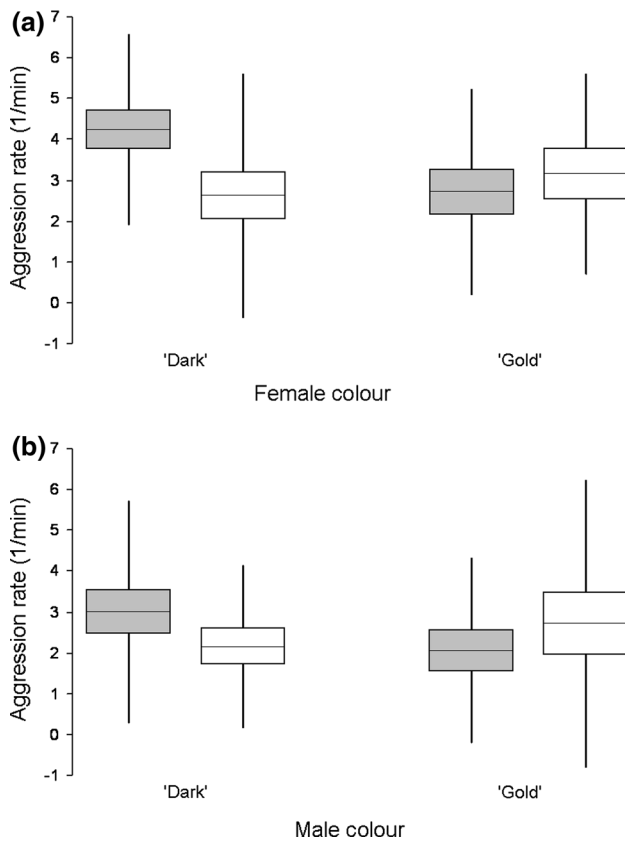 (a)
Aggression rate (1/min)
7
6
5
4
3
2
1
0
-1
'Dark' 'Gold'
Female colour
(b)
Aggression rate (1/min)
7
6
5
4
3
2
1
0
-1
'Dark' 'Gold'
Male colour